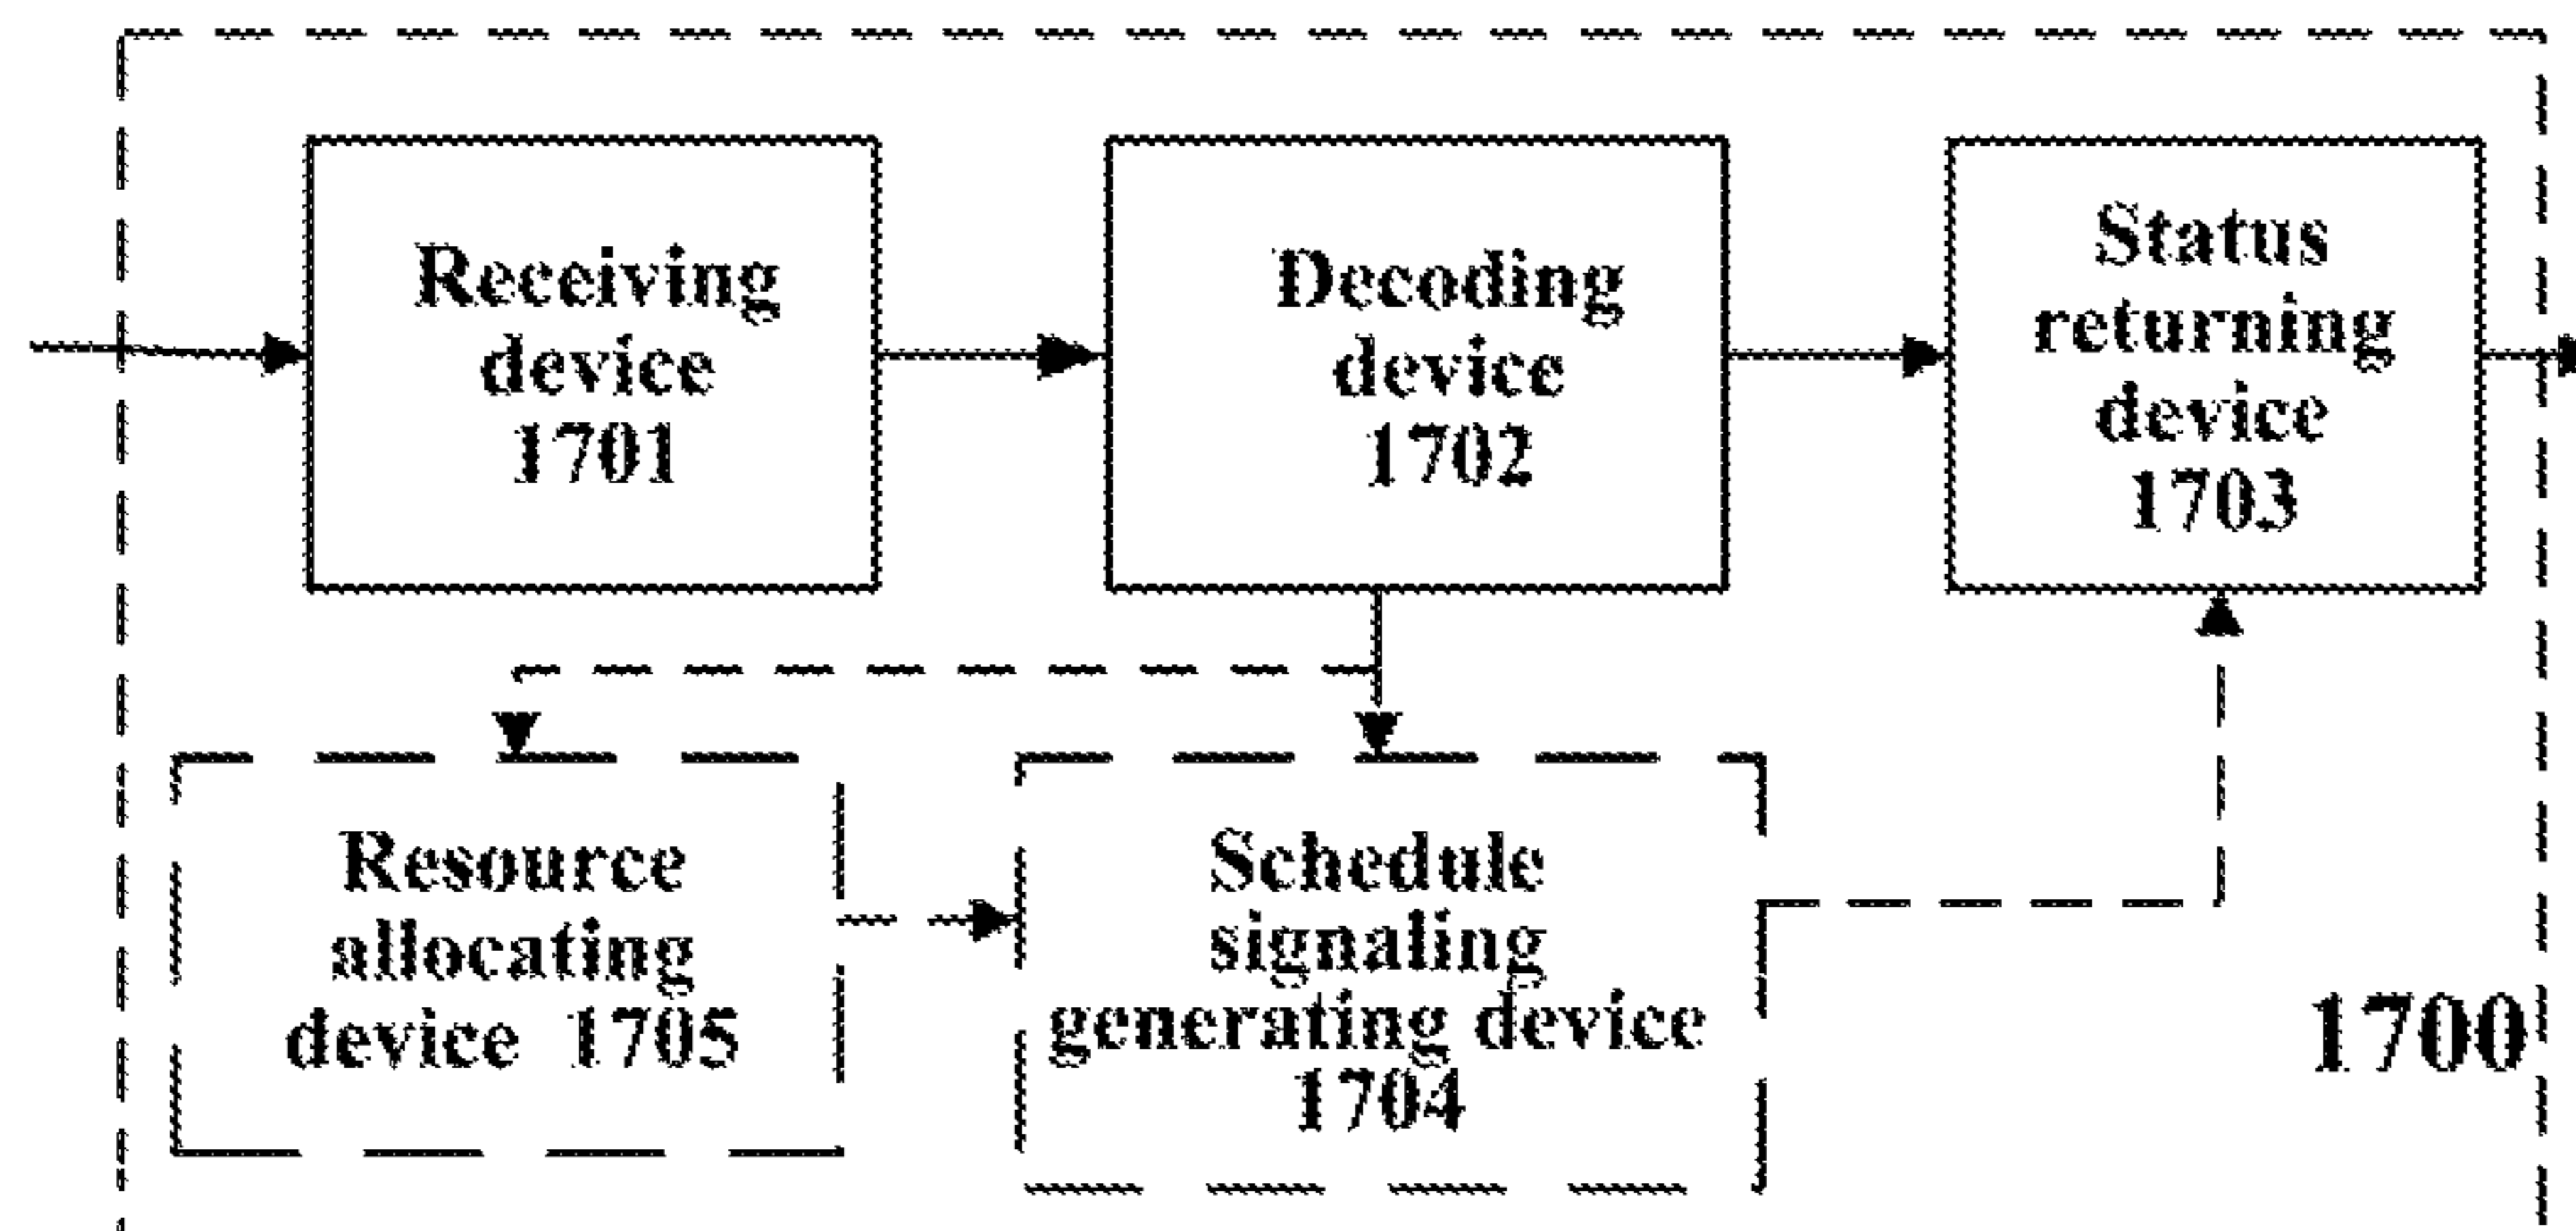 Receiving
device
1701
Decoding
device
1702
Status
returning
device
1703
Resource
allocating
device 1705
Schedule
signaling
generating device
1704
1700